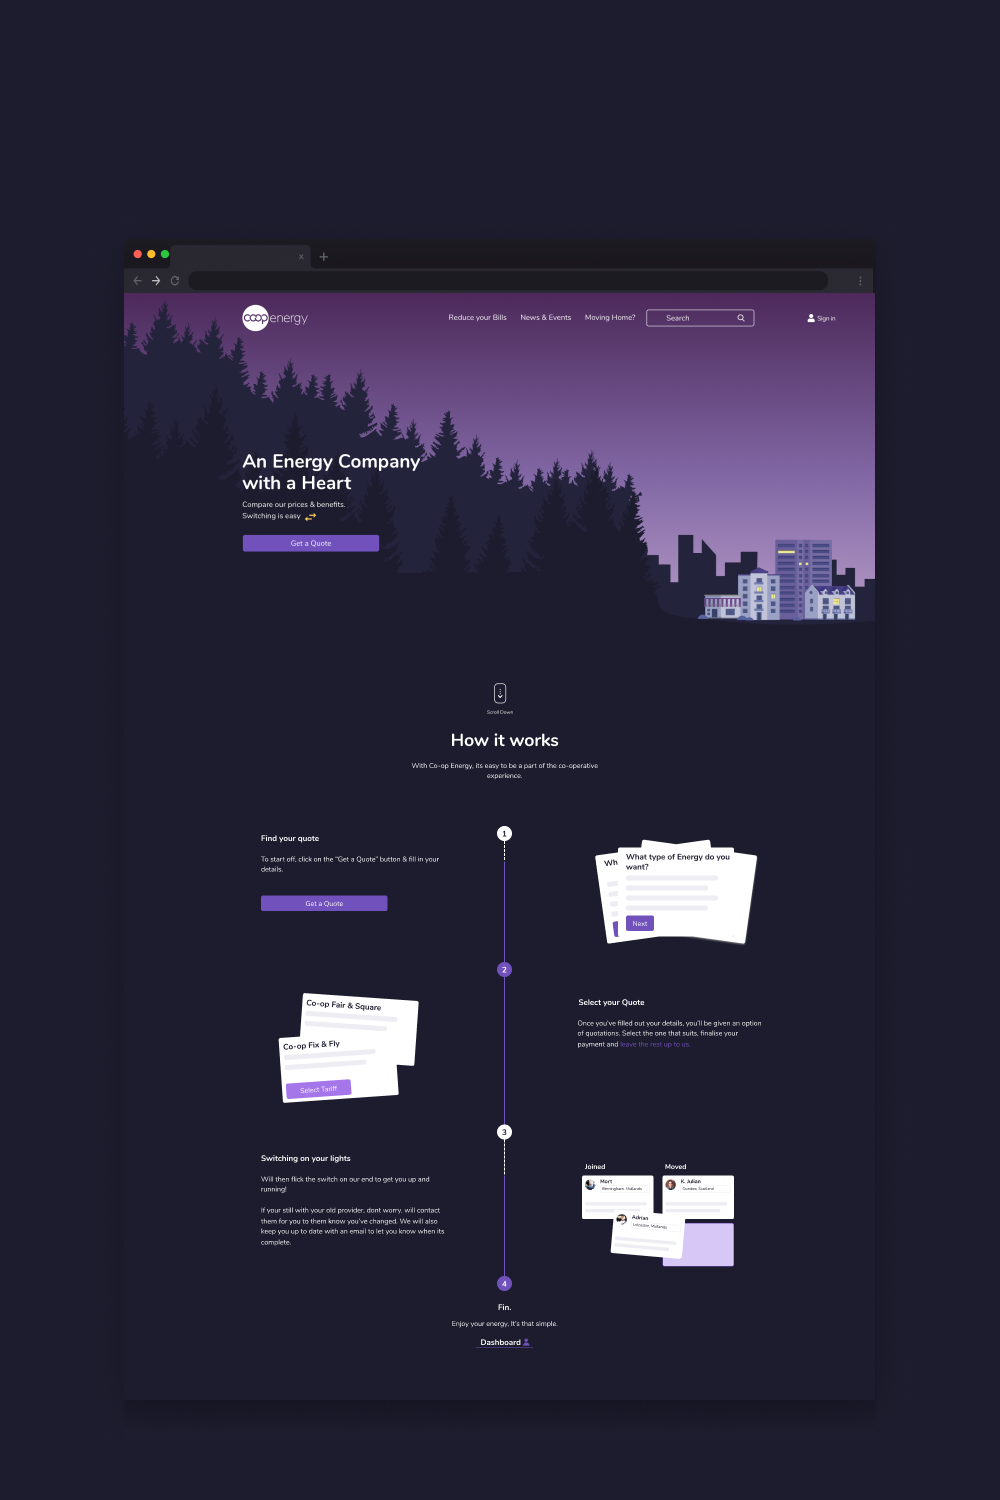 coop energy
Reduce your Bills
News & Events
Moving Home?
Search
Sign in
An Energy Company
with a Heart
Compare our prices & benefits.
Switching is easy
Get a Quote
Scroll Down
How it works
With Co-op Energy, its easy to be a part of the co-operative
experience.
1
Find your quote
To start off, click on the "Get a Quote" button & fill in your
details.
Get a Quote
Wh
What type of Energy do you
want?
Next
2
Co-op Fair & Square
Co-op Fix & Fly
Select Tariff
Select your Quote
Once you've filled out your details, you'll be given an option
of quotations. Select the one that suits, finalise your
payment and leave the rest up to us.
3
Switching on your lights
Will then flick the switch on our end to get you up and
running!
If your still with your old provider, dont worry, will contact
them for you to them know you've changed. We will also
keep you up to date with an email to let you know when its
complete.
Joined
Moved
Mort
Birmingham, Midlands
K. Julian
Dundee, Scotland
Adrian
Leicester, Midlands
4
Fin.
Enjoy your energy, It's that simple.
Dashboard